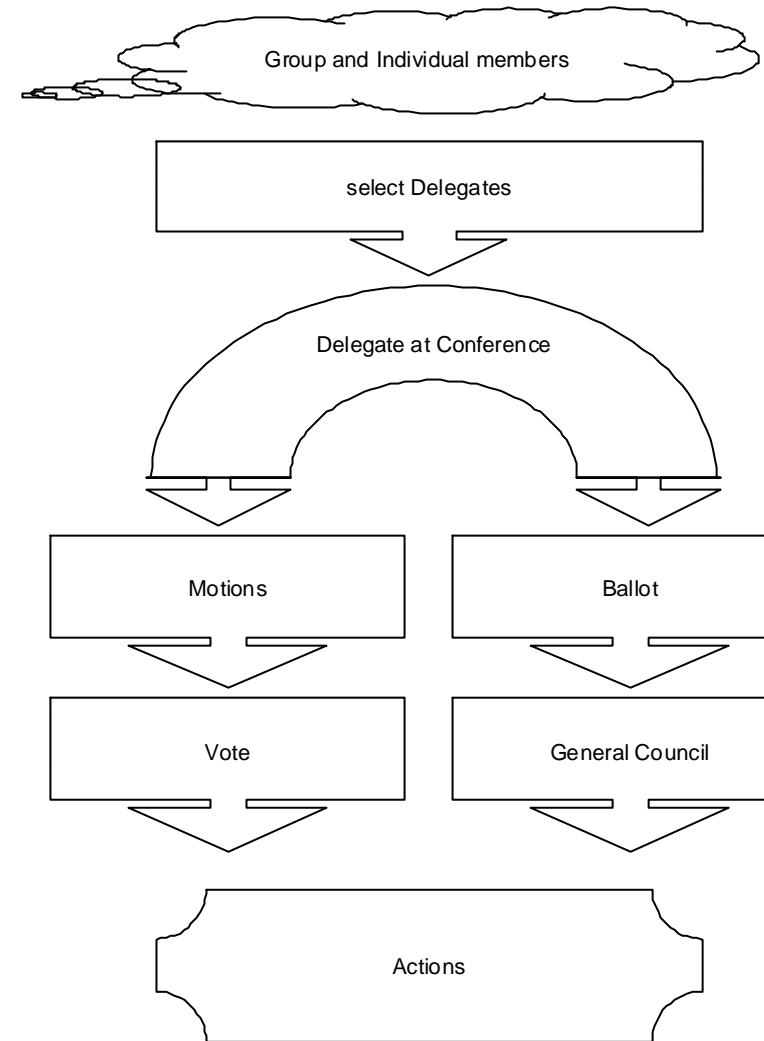 Group and Individual members
select Delegates
Delegate at Conference
Motions
Ballot
Vote
General Council
Actions